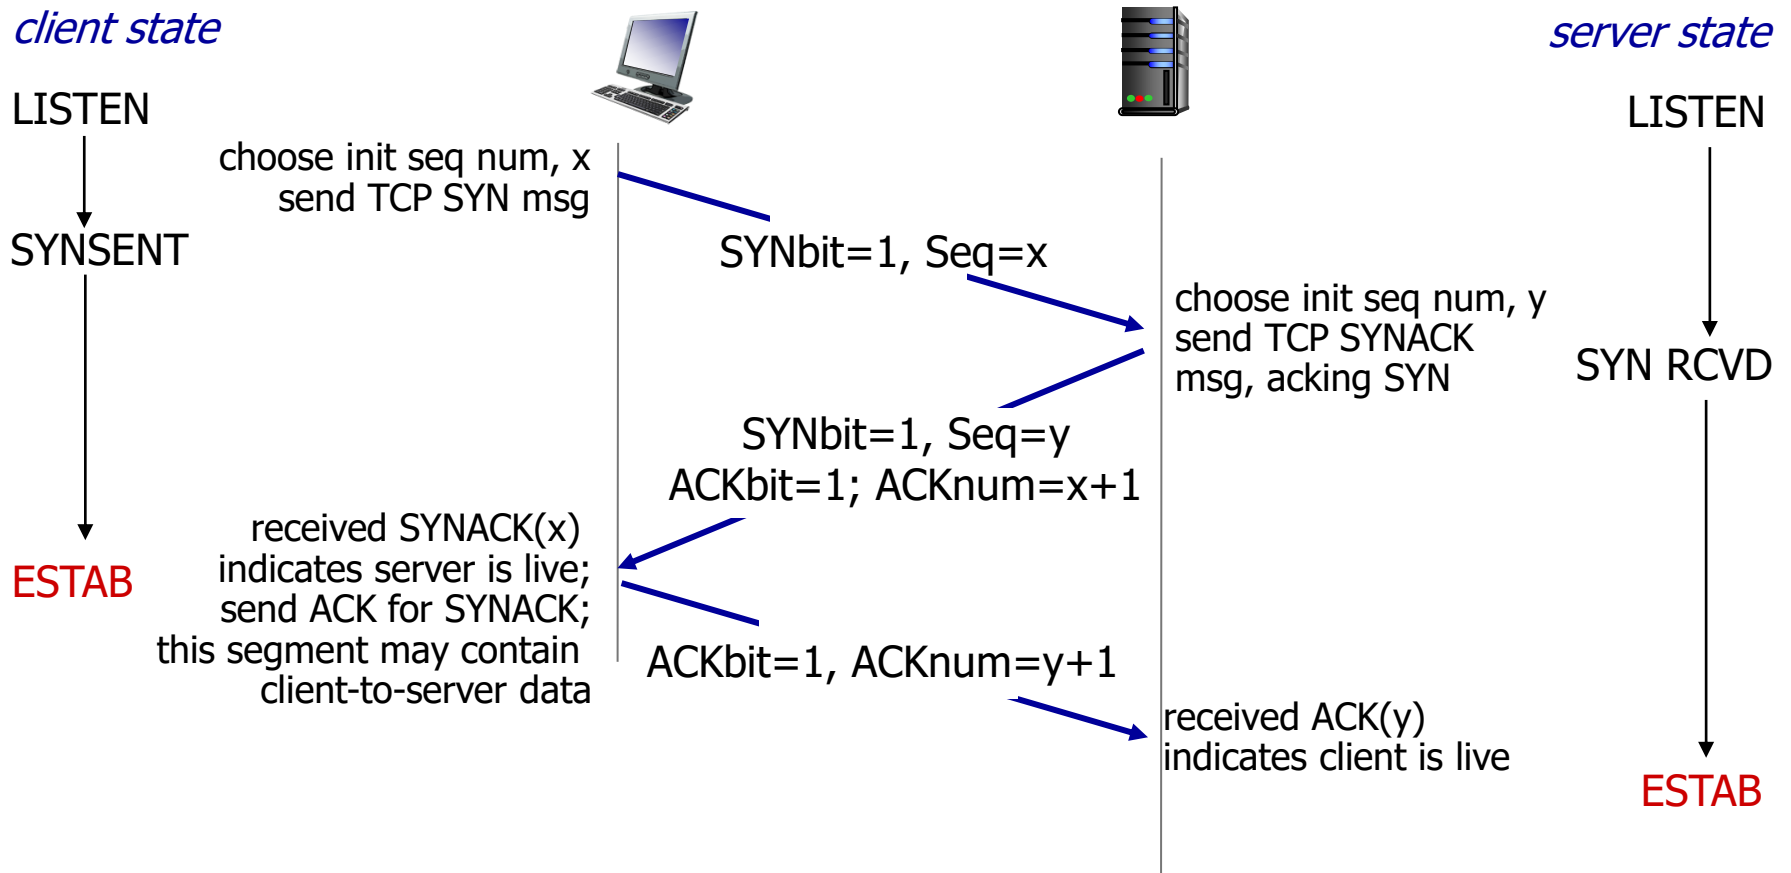 client state
server state
LISTEN
LISTEN
choose init seq num, x
send TCP SYN msg
SYNSENT
SYNbit=1, Seq=x
choose init seq num, y
send TCP SYNACK
msg, acking SYN
SYN RCVD
SYNbit=1, Seq=y
ACKbit=1; ACKnum=x+1
received SYNACK(x)
indicates server is live;
send ACK for SYNACK;
this segment may contain
client-to-server data
ESTAB
ACKbit=1, ACKnum=y+1
received ACK(y)
indicates client is live
ESTAB